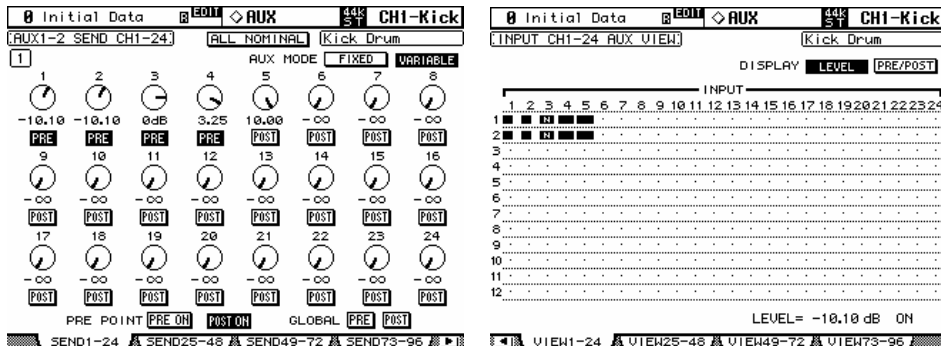 0 Initial Data R EDIT ◇AUX 44K ST CH1-Kick
AUX1-2 SEND CH1-24 ALL NOMINAL Kick Drum
1 AUX MODE FIXED VARIABLE
1 2 3 4 5 6 7 8
-10.10 -10.10 0dB 3.25 10.00 -∞ -∞ -∞
PRE PRE PRE PRE POST POST POST POST
9 10 11 12 13 14 15 16
-∞ -∞ -∞ -∞ -∞ -∞ -∞ -∞
POST POST POST POST POST POST POST POST
17 18 19 20 21 22 23 24
-∞ -∞ -∞ -∞ -∞ -∞ -∞ -∞
POST POST POST POST POST POST POST POST
PRE POINT PRE ON POST ON GLOBAL PRE POST
SEND1-24 SEND25-48 SEND49-72 SEND73-96
0 Initial Data R EDIT ◇AUX 44K ST CH1-Kick
INPUT CH1-24 AUX VIEW Kick Drum
DISPLAY LEVEL PRE/POST
INPUT
1 2 3 4 5 6 7 8 9 10 11 12 13 14 15 16 17 18 19 20 21 22 23 24
1 N
2 N
3
4
5
6
7
8
9
10
11
12
LEVEL= -10.10 dB ON
VIEW1-24 VIEW25-48 VIEW49-72 VIEW73-96